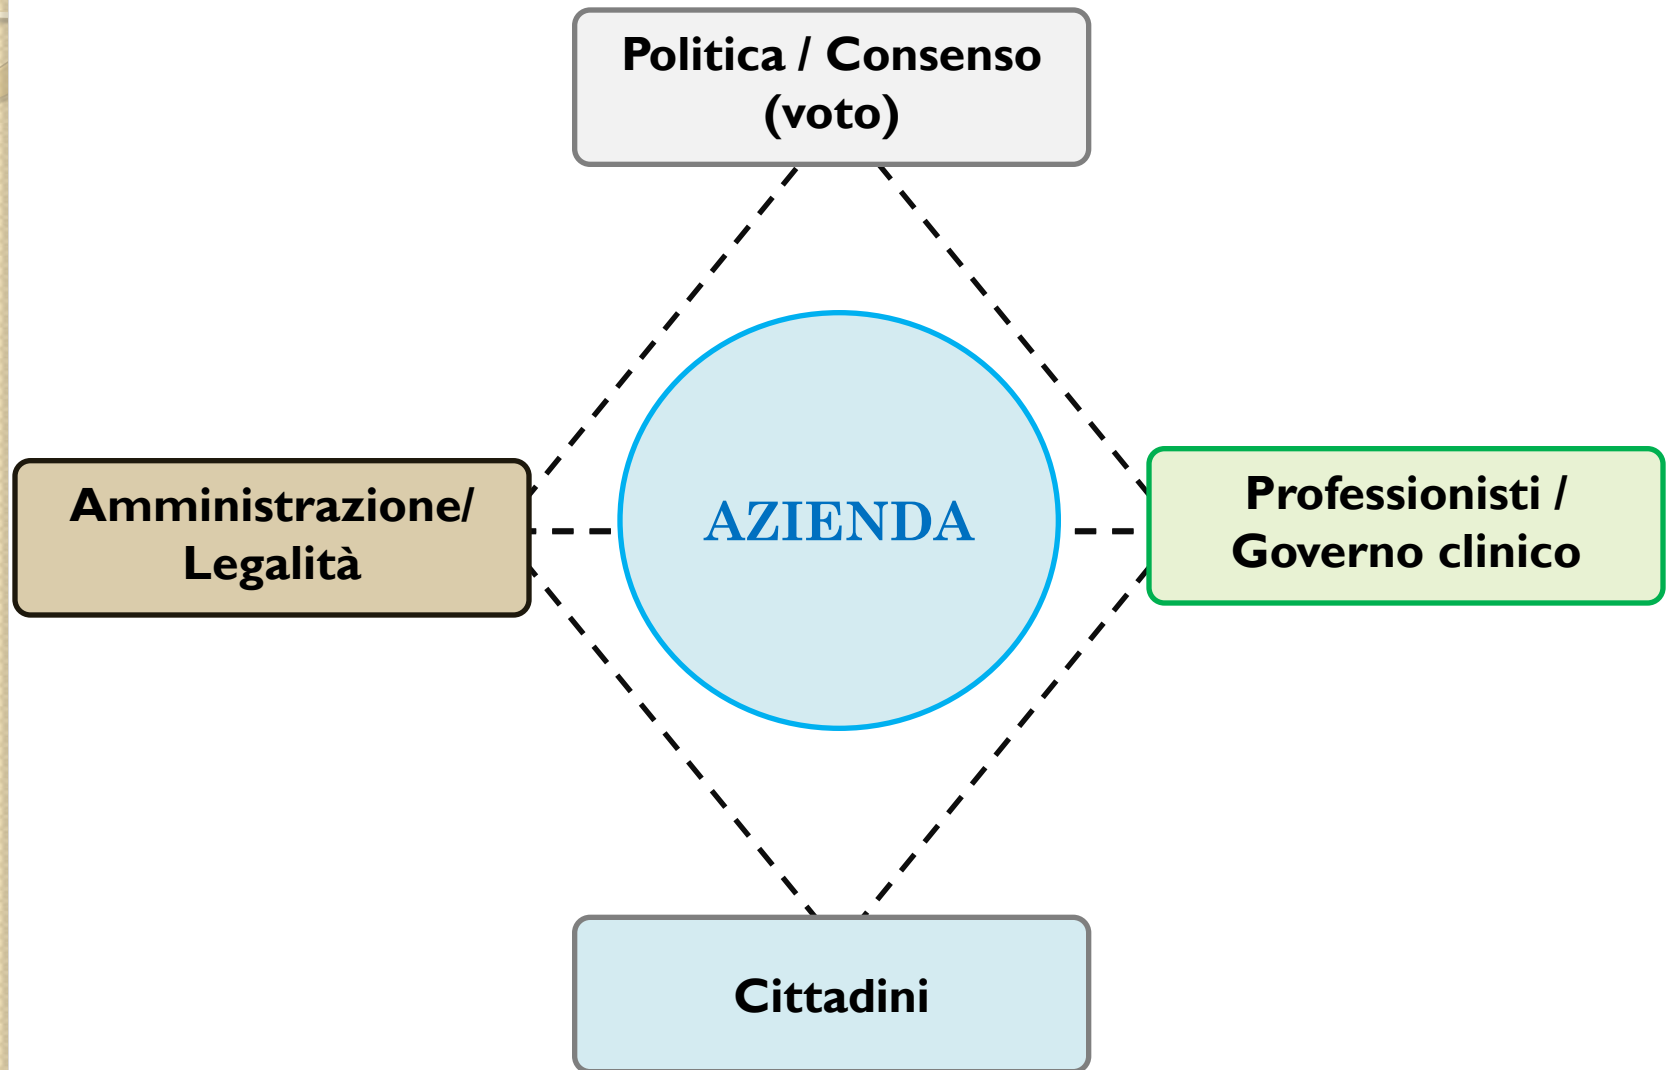 Politica / Consenso
(voto)
Amministrazione/
Legalità
AZIENDA
Professionisti /
Governo clinico
Cittadini